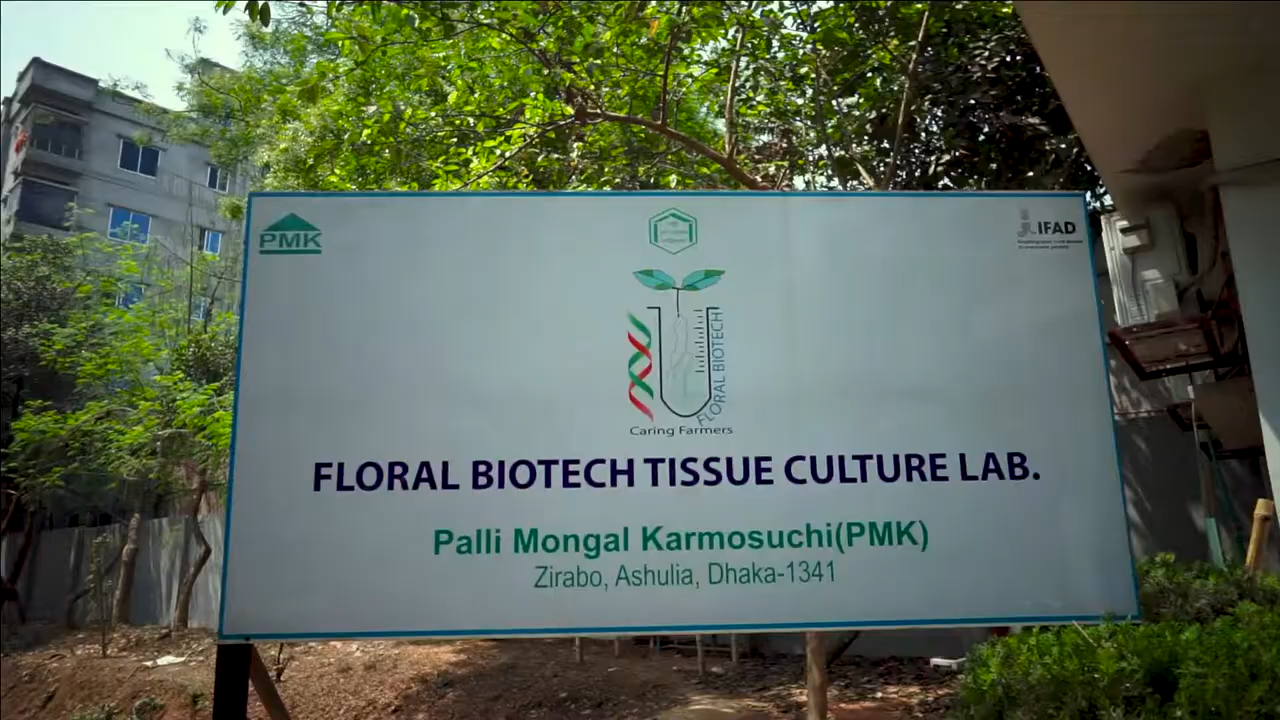 PMK
IFAD
FLORAL BIOTECH
Caring Farmers
FLORAL BIOTECH TISSUE CULTURE LAB.
Palli Mongal Karmosuchi(PMK)
Zirabo, Ashulia, Dhaka-1341